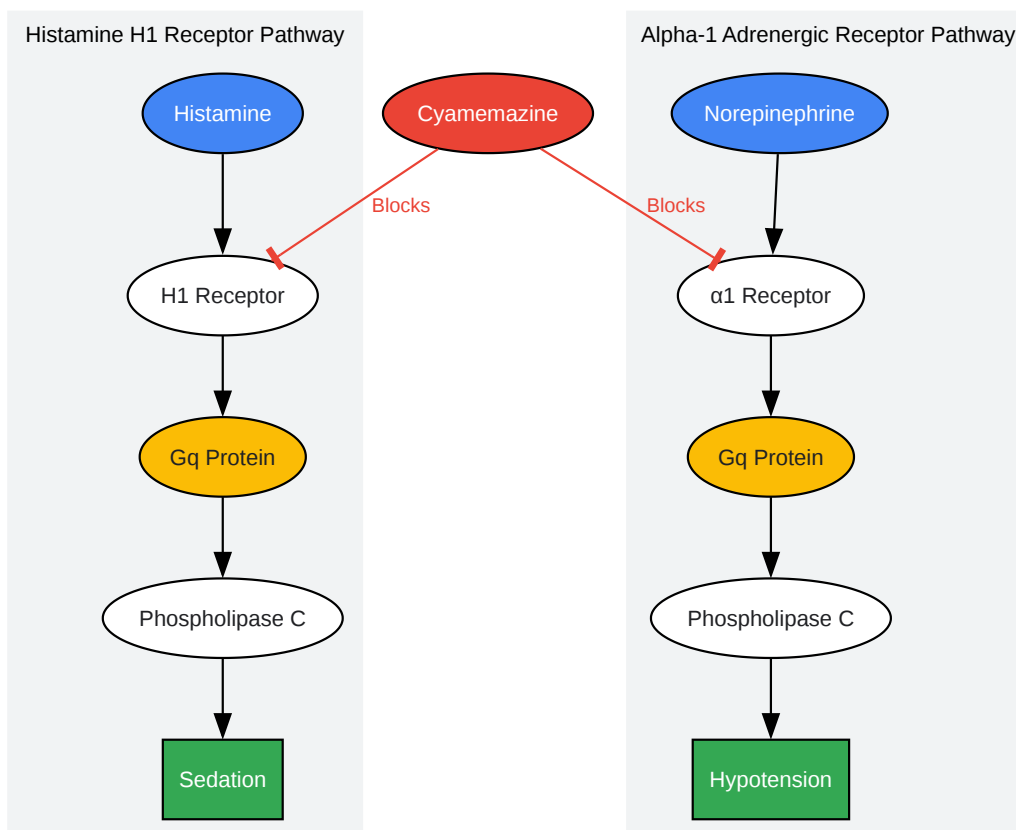 Histamine H1 Receptor Pathway
Alpha-1 Adrenergic Receptor Pathway
Histamine
Cyamemazine
Norepinephrine
Blocks
Blocks
H1 Receptor
α1 Receptor
Gq Protein
Gq Protein
Phospholipase C
Phospholipase C
Sedation
Hypotension